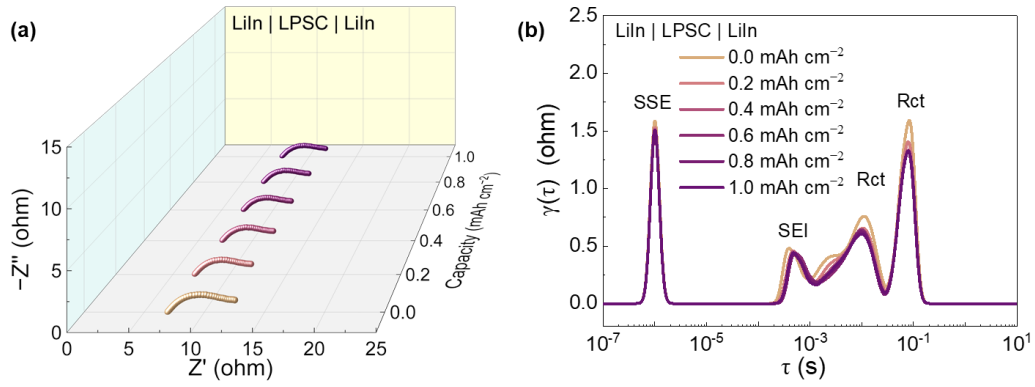 (a)
LiIn | LPSC | LiIn
15
10
5
0
−Z'' (ohm)
0 5 10 15 20 25
Z' (ohm)
0.0
0.2
0.4
0.6
0.8
1.0
Capacity (mAh cm⁻²)
(b)
LiIn | LPSC | LiIn
0.0 mAh cm⁻²
0.2 mAh cm⁻²
0.4 mAh cm⁻²
0.6 mAh cm⁻²
0.8 mAh cm⁻²
1.0 mAh cm⁻²
SSE
SEI
Rct
Rct
2.5
2.0
1.5
1.0
0.5
0.0
γ(τ) (ohm)
10⁻⁷ 10⁻⁵ 10⁻³ 10⁻¹ 10¹
τ (s)